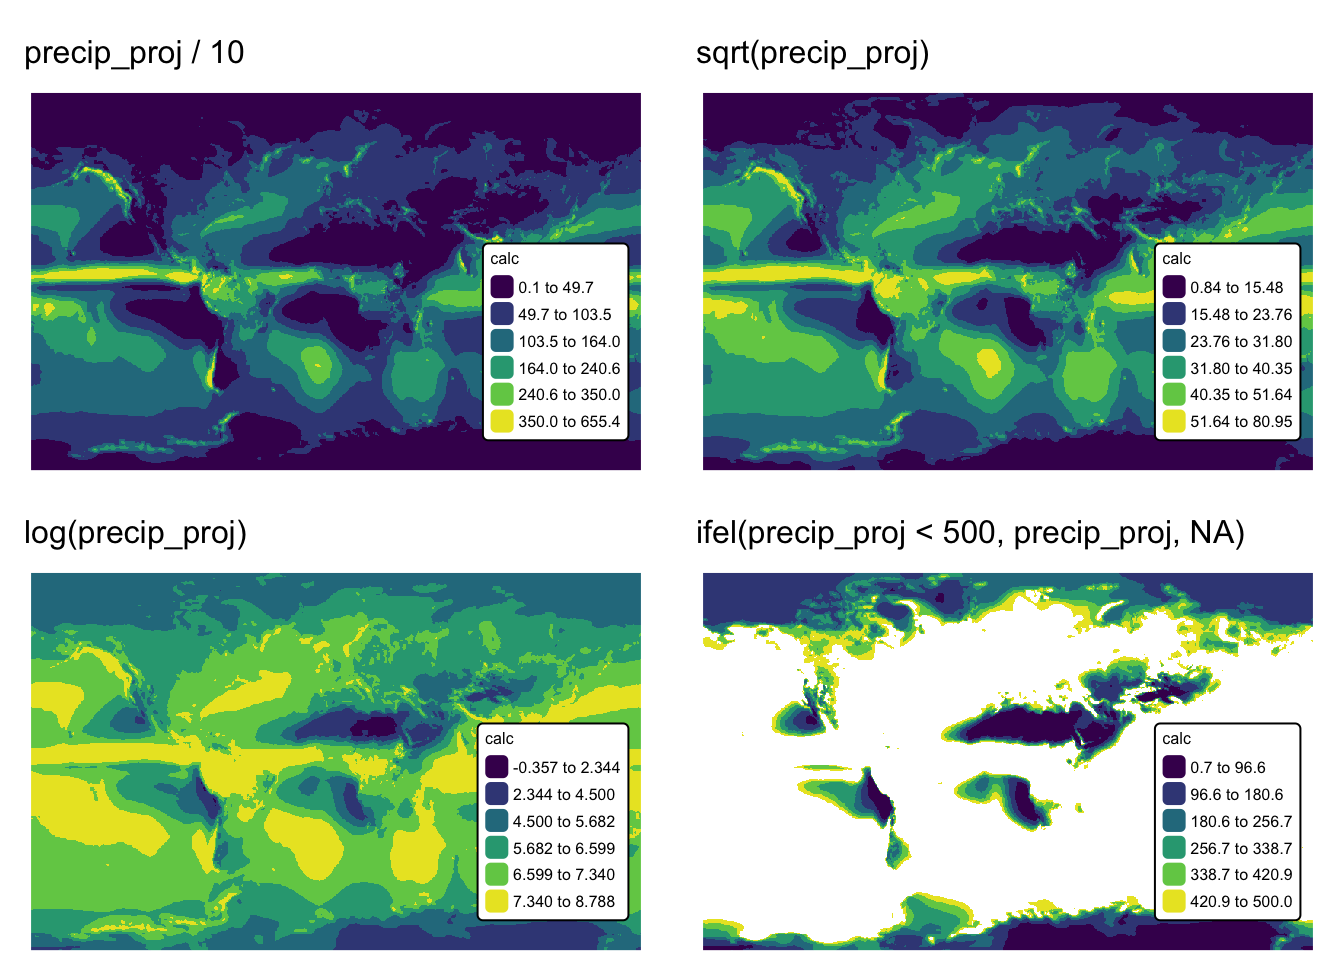 precip_proj / 10
calc
0.1 to 49.7
49.7 to 103.5
103.5 to 164.0
164.0 to 240.6
240.6 to 350.0
350.0 to 655.4
sqrt(precip_proj)
calc
0.84 to 15.48
15.48 to 23.76
23.76 to 31.80
31.80 to 40.35
40.35 to 51.64
51.64 to 80.95
log(precip_proj)
calc
-0.357 to 2.344
2.344 to 4.500
4.500 to 5.682
5.682 to 6.599
6.599 to 7.340
7.340 to 8.788
ifel(precip_proj < 500, precip_proj, NA)
calc
0.7 to 96.6
96.6 to 180.6
180.6 to 256.7
256.7 to 338.7
338.7 to 420.9
420.9 to 500.0